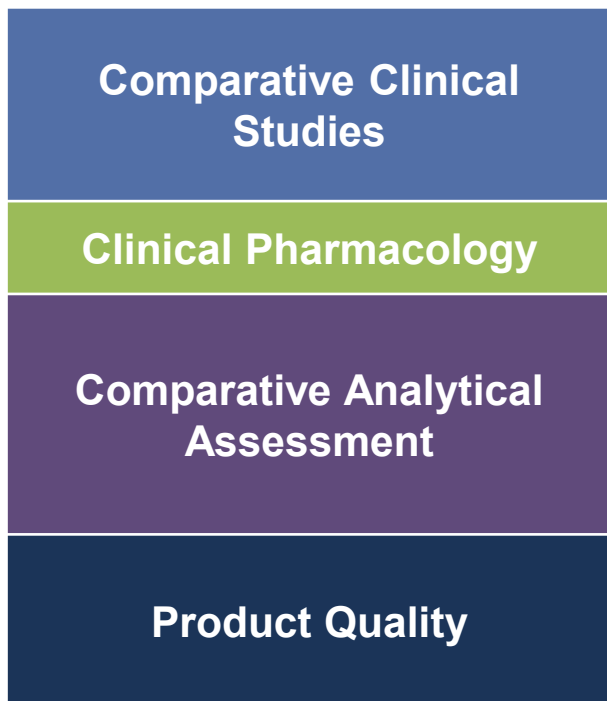 Comparative Clinical
Studies
Clinical Pharmacology
Comparative Analytical
Assessment
Product Quality